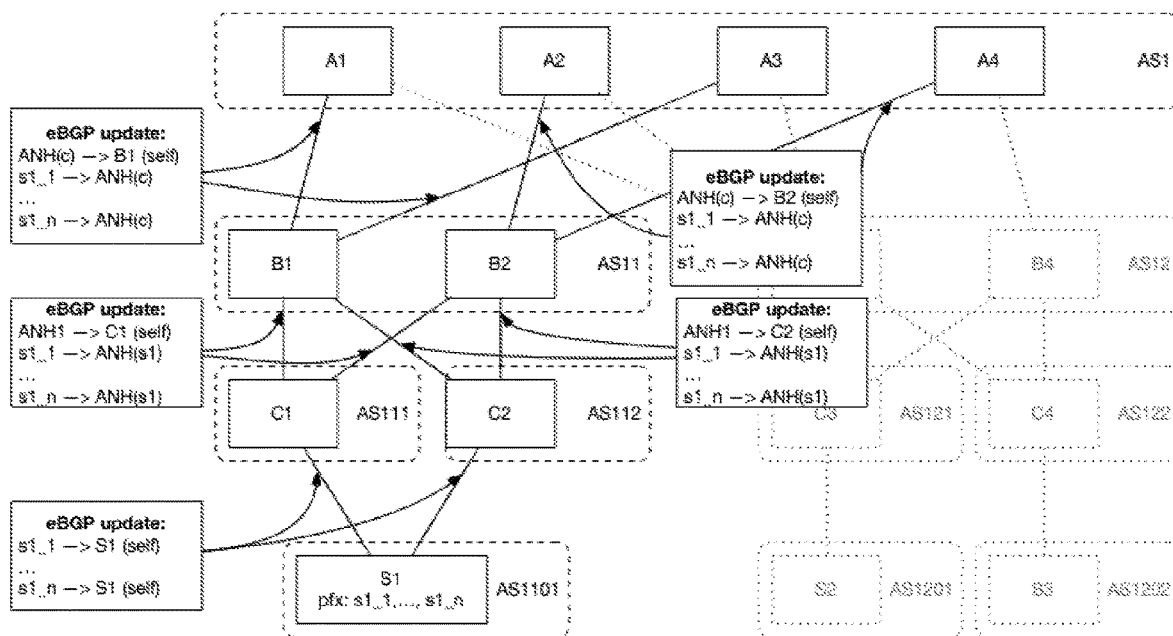 A1
A2
A3
A4
AS1
eBGP update:
ANH(c) —> B1 (self)
s1_1 —> ANH(c)
...
s1_n —> ANH(c)
eBGP update:
ANH(c) —> B2 (self)
s1_1 —> ANH(c)
...
s1_n —> ANH(c)
B1
B2
AS11
B4
AS12
eBGP update:
ANH1 —> C1 (self)
s1_1 —> ANH(s1)
...
s1_n —> ANH(s1)
eBGP update:
ANH1 —> C2 (self)
s1_1 —> ANH(s1)
...
s1_n —> ANH(s1)
C1
AS111
C2
AS112
C3
AS121
C4
AS122
eBGP update:
s1_1 —> S1 (self)
...
s1_n —> S1 (self)
S1
pfx: s1_1,..., s1_n
AS1101
S2
AS1201
B3
AS1202